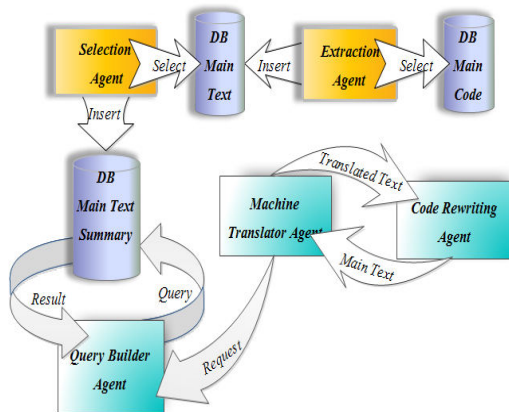 Selection
Agent
Select
DB
Main
Text
Insert
Extraction
Agent
Select
DB
Main
Code
Insert
DB
Main Text
Summary
Translated Text
Machine
Translator Agent
Code Rewriting
Agent
Main Text
Result
Query
Request
Query Builder
Agent